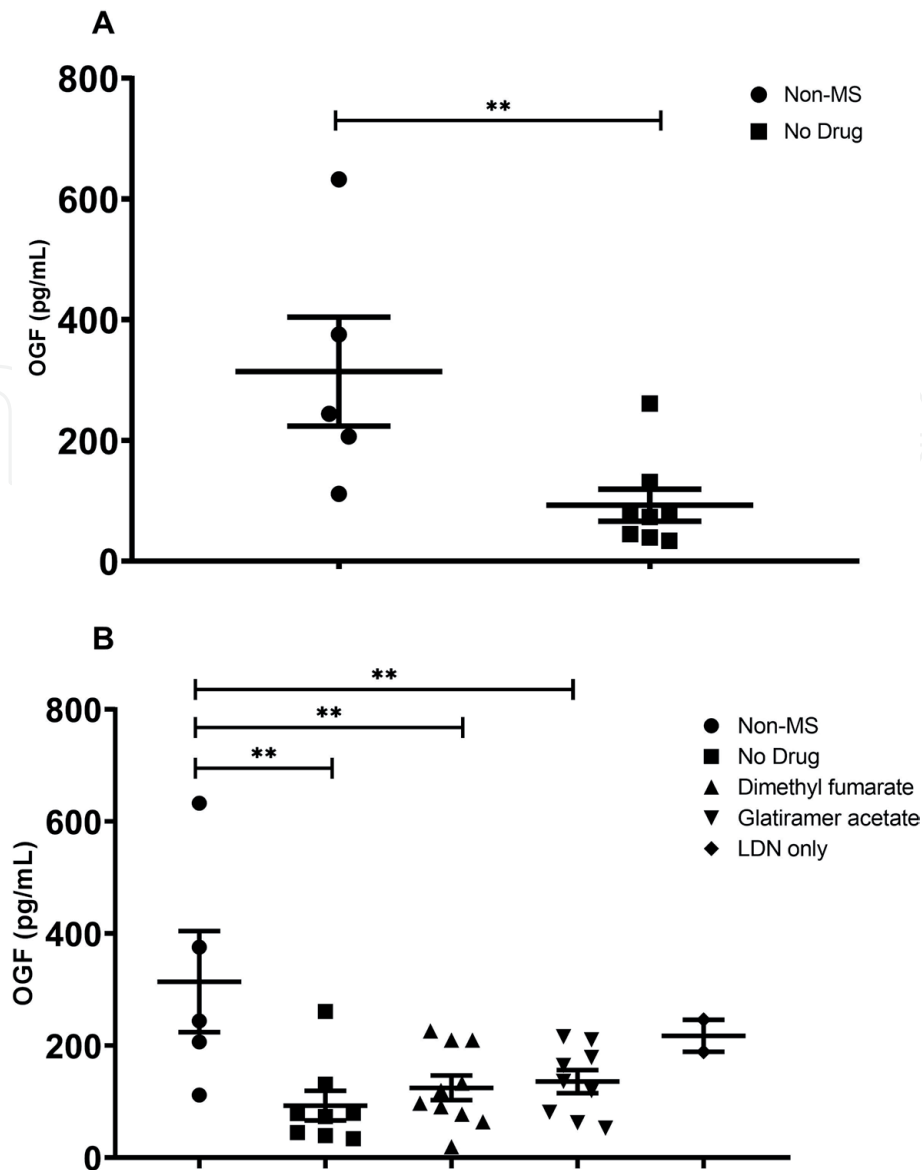 A
800
600
400
200
0
OGF (pg/mL)
**
Non-MS
No Drug
B
800
600
400
200
0
OGF (pg/mL)
**
**
**
Non-MS
No Drug
Dimethyl fumarate
Glatiramer acetate
LDN only